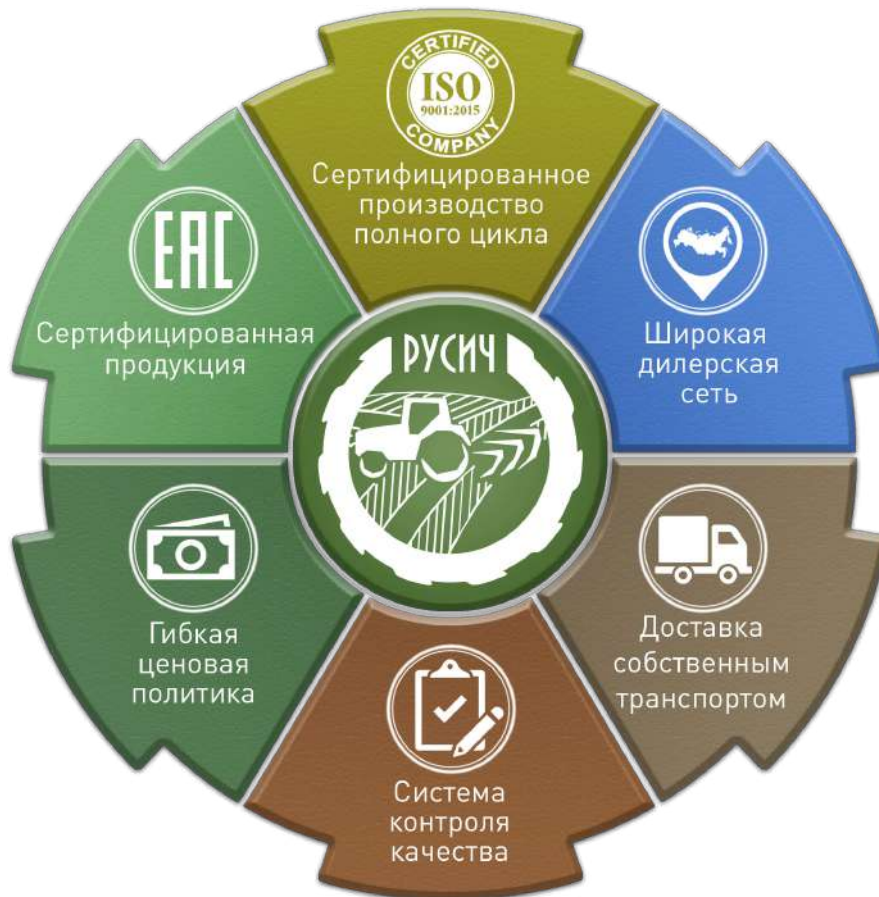 CERTIFIED
ISO
9001:2015
COMPANY
Сертифицированное
производство
полного цикла
ЕАС
Сертифицированная
продукция
Широкая
дилерская
сеть
РУСИЧ
Гибкая
ценовая
политика
Доставка
собственным
транспортом
Система
контроля
качества